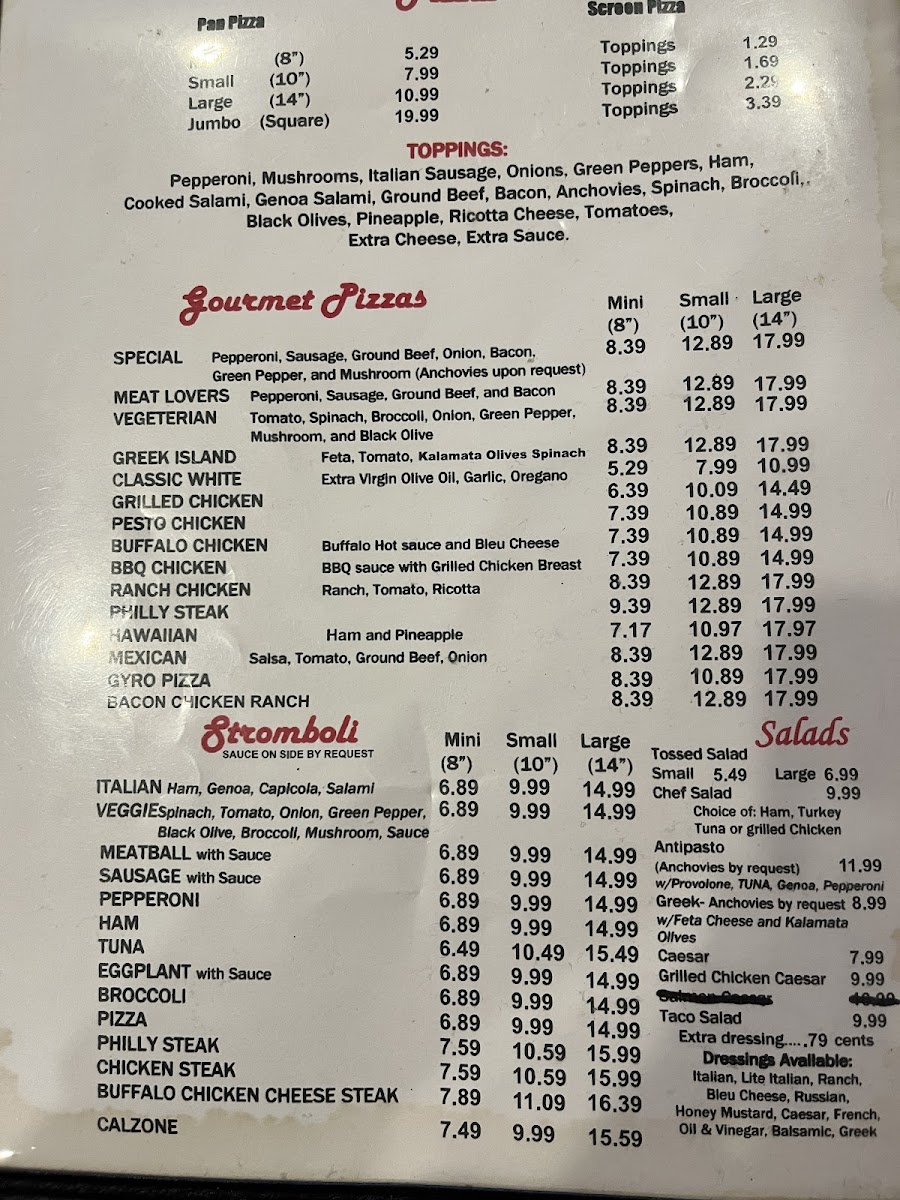 Pan Pizza
Screen Pizza
(8") 5.29 Toppings 1.29
Small (10") 7.99 Toppings 1.69
Large (14") 10.99 Toppings 2.29
Jumbo (Square) 19.99 Toppings 3.39
TOPPINGS:
Pepperoni, Mushrooms, Italian Sausage, Onions, Green Peppers, Ham,
Cooked Salami, Genoa Salami, Ground Beef, Bacon, Anchovies, Spinach, Broccoli,
Black Olives, Pineapple, Ricotta Cheese, Tomatoes,
Extra Cheese, Extra Sauce.
Gourmet Pizzas
Mini Small Large
(8") (10") (14")
SPECIAL Pepperoni, Sausage, Ground Beef, Onion, Bacon, 8.39 12.89 17.99
Green Pepper, and Mushroom (Anchovies upon request)
MEAT LOVERS Pepperoni, Sausage, Ground Beef, and Bacon 8.39 12.89 17.99
VEGETERIAN Tomato, Spinach, Broccoli, Onion, Green Pepper, 8.39 12.89 17.99
Mushroom, and Black Olive
GREEK ISLAND Feta, Tomato, Kalamata Olives Spinach 8.39 12.89 17.99
CLASSIC WHITE Extra Virgin Olive Oil, Garlic, Oregano 5.29 7.99 10.99
GRILLED CHICKEN 6.39 10.09 14.49
PESTO CHICKEN 7.39 10.89 14.99
BUFFALO CHICKEN Buffalo Hot sauce and Bleu Cheese 7.39 10.89 14.99
BBQ CHICKEN BBQ sauce with Grilled Chicken Breast 7.39 10.89 14.99
RANCH CHICKEN Ranch, Tomato, Ricotta 8.39 12.89 17.99
PHILLY STEAK 9.39 12.89 17.99
HAWAIIAN Ham and Pineapple 7.17 10.97 17.97
MEXICAN Salsa, Tomato, Ground Beef, Onion 8.39 12.89 17.99
GYRO PIZZA 8.39 10.89 17.99
BACON CHICKEN RANCH 8.39 12.89 17.99
Stromboli
SAUCE ON SIDE BY REQUEST
Mini Small Large
(8") (10") (14")
ITALIAN Ham, Genoa, Capicola, Salami 6.89 9.99 14.99
VEGGIE Spinach, Tomato, Onion, Green Pepper, 6.89 9.99 14.99
Black Olive, Broccoli, Mushroom, Sauce
MEATBALL with Sauce 6.89 9.99 14.99
SAUSAGE with Sauce 6.89 9.99 14.99
PEPPERONI 6.89 9.99 14.99
HAM 6.89 9.99 14.99
TUNA 6.49 10.49 15.49
EGGPLANT with Sauce 6.89 9.99 14.99
BROCCOLI 6.89 9.99 14.99
PIZZA 6.89 9.99 14.99
PHILLY STEAK 7.59 10.59 15.99
CHICKEN STEAK 7.59 10.59 15.99
BUFFALO CHICKEN CHEESE STEAK 7.89 11.09 16.39
CALZONE 7.49 9.99 15.59
Salads
Tossed Salad
Small 5.49 Large 6.99
Chef Salad 9.99
Choice of: Ham, Turkey
Tuna or grilled Chicken
Antipasto
(Anchovies by request) 11.99
w/Provolone, TUNA, Genoa, Pepperoni
Greek- Anchovies by request 8.99
w/Feta Cheese and Kalamata
Olives
Caesar 7.99
Grilled Chicken Caesar 9.99
Taco Salad 9.99
Extra dressing.....79 cents
Dressings Available:
Italian, Lite Italian, Ranch,
Bleu Cheese, Russian,
Honey Mustard, Caesar, French,
Oil & Vinegar, Balsamic, Greek